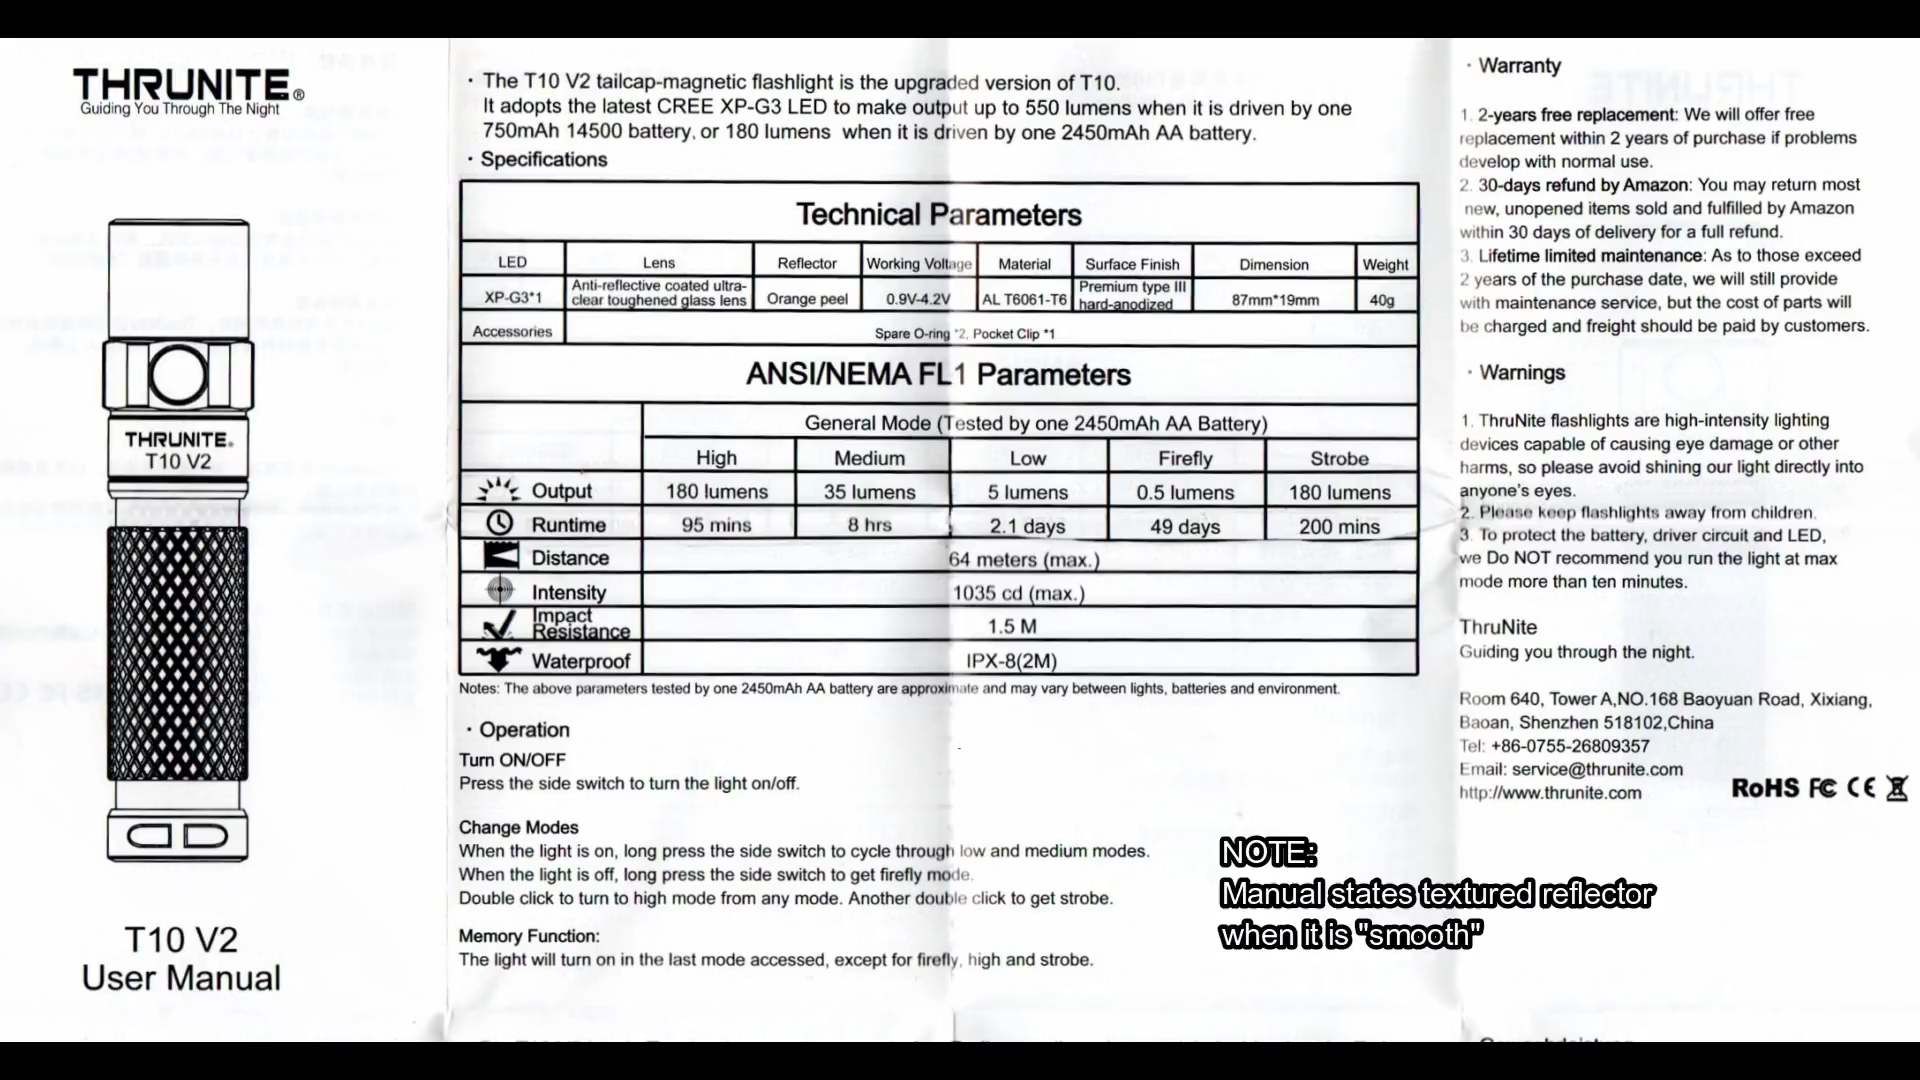 THRUNITE®
Guiding You Through The Night
THRUNITE®
T10 V2
T10 V2
User Manual
· The T10 V2 tailcap-magnetic flashlight is the upgraded version of T10.
It adopts the latest CREE XP-G3 LED to make output up to 550 lumens when it is driven by one
750mAh 14500 battery, or 180 lumens when it is driven by one 2450mAh AA battery.
· Specifications
Technical Parameters
LED Lens Reflector Working Voltage Material Surface Finish Dimension Weight
XP-G3*1 Anti-reflective coated ultra-clear toughened glass lens Orange peel 0.9V-4.2V AL T6061-T6 Premium type III hard-anodized 87mm*19mm 40g
Accessories Spare O-ring *2, Pocket Clip *1
ANSI/NEMA FL1 Parameters
General Mode (Tested by one 2450mAh AA Battery)
High Medium Low Firefly Strobe
Output 180 lumens 35 lumens 5 lumens 0.5 lumens 180 lumens
Runtime 95 mins 8 hrs 2.1 days 49 days 200 mins
Distance 64 meters (max.)
Intensity 1035 cd (max.)
Impact Resistance 1.5 M
Waterproof IPX-8(2M)
Notes: The above parameters tested by one 2450mAh AA battery are approximate and may vary between lights, batteries and environment.
· Operation
Turn ON/OFF
Press the side switch to turn the light on/off.
Change Modes
When the light is on, long press the side switch to cycle through low and medium modes.
When the light is off, long press the side switch to get firefly mode.
Double click to turn to high mode from any mode. Another double click to get strobe.
Memory Function:
The light will turn on in the last mode accessed, except for firefly, high and strobe.
· Warranty
1. 2-years free replacement: We will offer free
replacement within 2 years of purchase if problems
develop with normal use.
2. 30-days refund by Amazon: You may return most
new, unopened items sold and fulfilled by Amazon
within 30 days of delivery for a full refund.
3. Lifetime limited maintenance: As to those exceed
2 years of the purchase date, we will still provide
with maintenance service, but the cost of parts will
be charged and freight should be paid by customers.
· Warnings
1. ThruNite flashlights are high-intensity lighting
devices capable of causing eye damage or other
harms, so please avoid shining our light directly into
anyone's eyes.
2. Please keep flashlights away from children.
3. To protect the battery, driver circuit and LED,
we Do NOT recommend you run the light at max
mode more than ten minutes.
ThruNite
Guiding you through the night.
Room 640, Tower A,NO.168 Baoyuan Road, Xixiang,
Baoan, Shenzhen 518102,China
Tel: +86-0755-26809357
Email: service@thrunite.com
http://www.thrunite.com
RoHS FC CE
NOTE:
Manual states textured reflector
when it is "smooth"